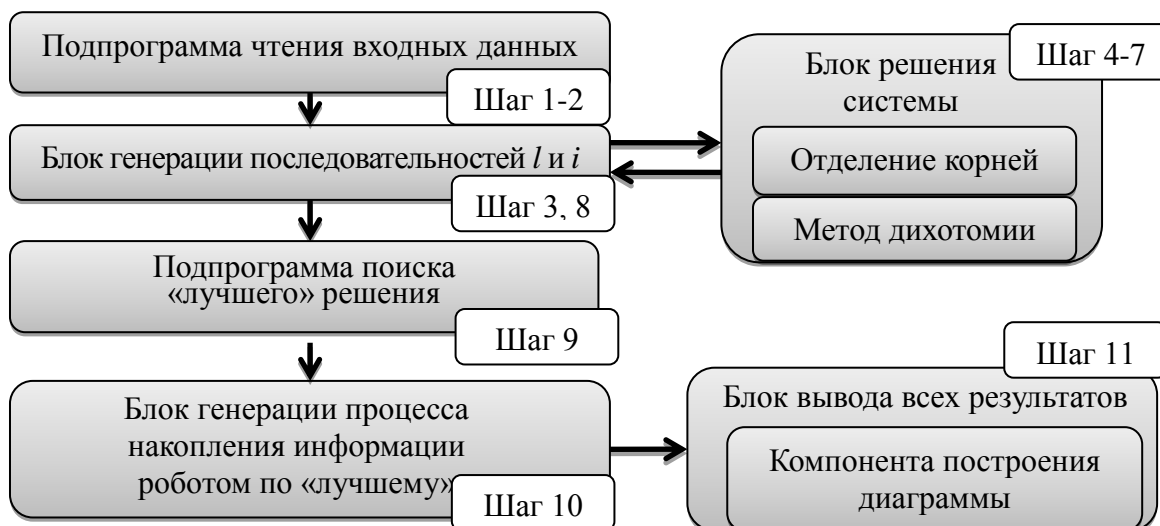 Подпрограмма чтения входных данных
Шаг 1-2
Блок генерации последовательностей l и i
Шаг 3, 8
Блок решения
системы
Шаг 4-7
Отделение корней
Метод дихотомии
Подпрограмма поиска
«лучшего» решения
Шаг 9
Блок генерации процесса
накопления информации
роботом по «лучшему»
Шаг 10
Шаг 11
Блок вывода всех результатов
Компонента построения
диаграммы